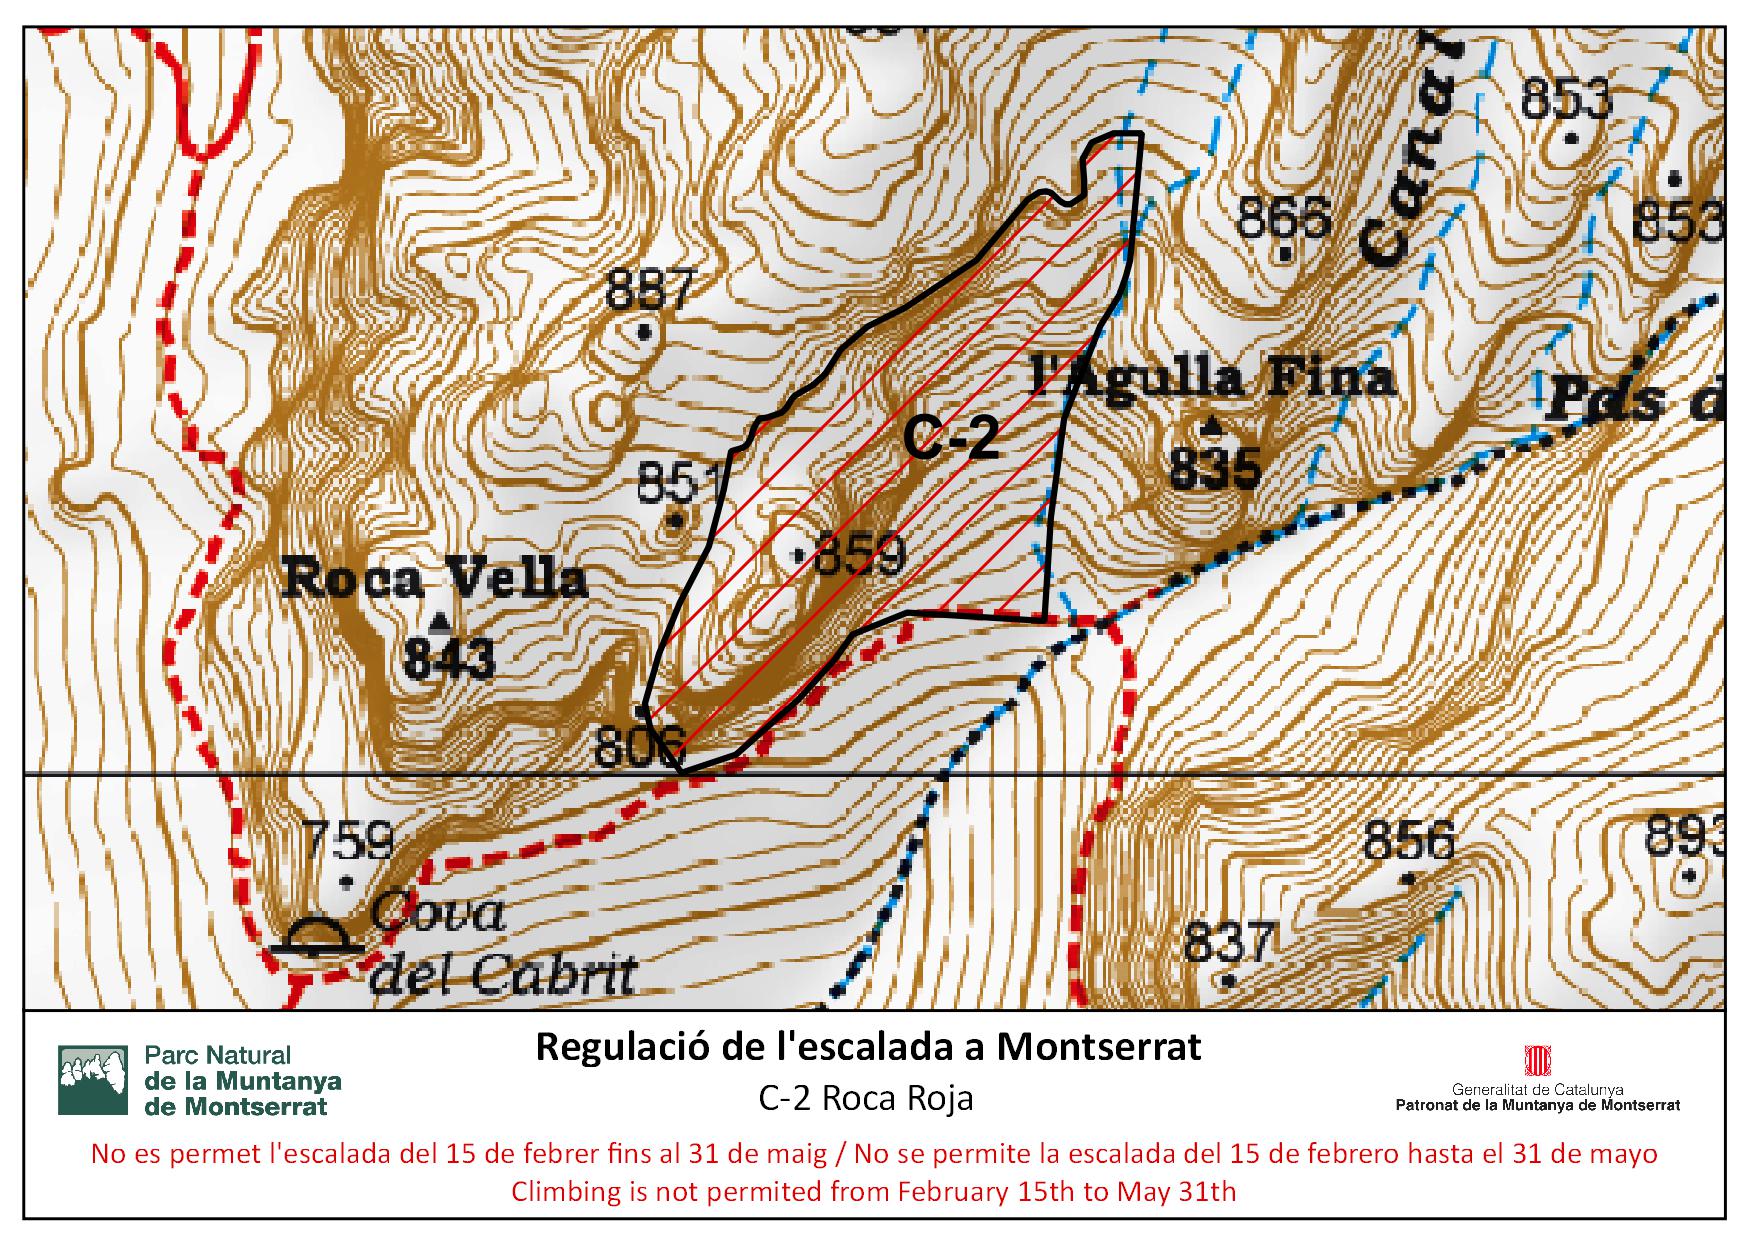 Canal
853
853
866
887
l'Agulla Fina
835
Pas d
C-2
851
859
Roca Vella
843
806
759
Cova
del Cabrit
856
893
837
Regulació de l'escalada a Montserrat
C-2 Roca Roja
Parc Natural
de la Muntanya
de Montserrat
Generalitat de Catalunya
Patronat de la Muntanya de Montserrat
No es permet l'escalada del 15 de febrer fins al 31 de maig / No se permite la escalada del 15 de febrero hasta el 31 de mayo
Climbing is not permited from February 15th to May 31th